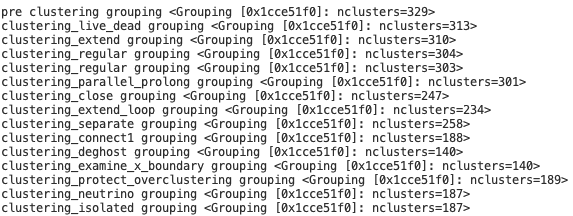 pre clustering grouping <Grouping [0x1cce51f0]: nclusters=329>
clustering_live_dead grouping <Grouping [0x1cce51f0]: nclusters=313>
clustering_extend grouping <Grouping [0x1cce51f0]: nclusters=310>
clustering_regular grouping <Grouping [0x1cce51f0]: nclusters=304>
clustering_regular grouping <Grouping [0x1cce51f0]: nclusters=303>
clustering_parallel_prolong grouping <Grouping [0x1cce51f0]: nclusters=301>
clustering_close grouping <Grouping [0x1cce51f0]: nclusters=247>
clustering_extend_loop grouping <Grouping [0x1cce51f0]: nclusters=234>
clustering_separate grouping <Grouping [0x1cce51f0]: nclusters=258>
clustering_connect1 grouping <Grouping [0x1cce51f0]: nclusters=188>
clustering_deghost grouping <Grouping [0x1cce51f0]: nclusters=140>
clustering_examine_x_boundary grouping <Grouping [0x1cce51f0]: nclusters=140>
clustering_protect_overclustering grouping <Grouping [0x1cce51f0]: nclusters=189>
clustering_neutrino grouping <Grouping [0x1cce51f0]: nclusters=187>
clustering_isolated grouping <Grouping [0x1cce51f0]: nclusters=187>